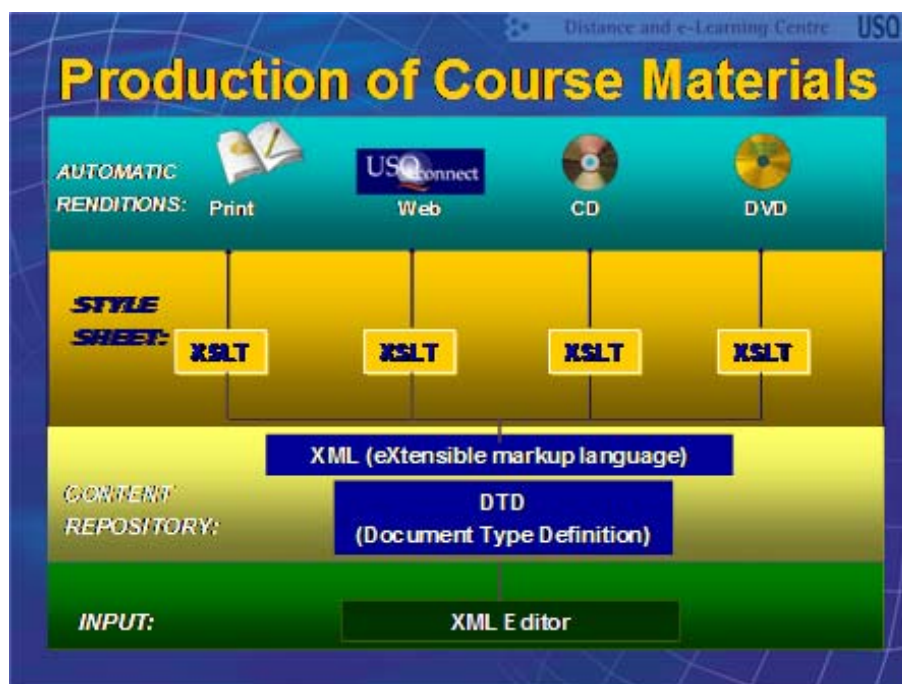 Distance and e-Learning Centre USQ
Production of Course Materials
AUTOMATIC
RENDITIONS:
USQconnect
Print Web CD DVD
STYLE
SHEET:
XSLT XSLT XSLT XSLT
XML (eXtensible markup language)
CONTENT
REPOSITORY:
DTD
(Document Type Definition)
INPUT:
XML Editor